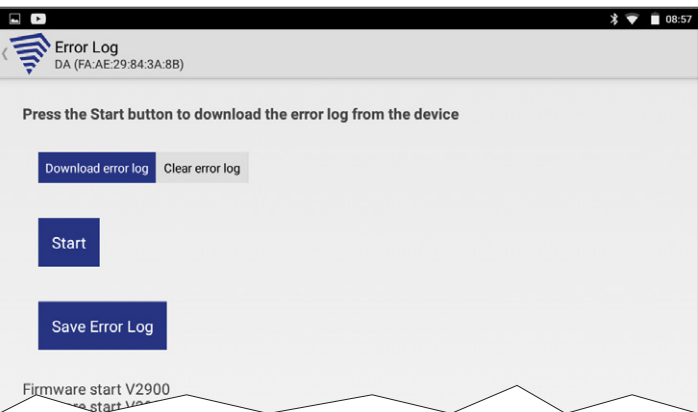 08:57
Error Log
DA (FA:AE:29:84:3A:8B)
Press the Start button to download the error log from the device
Download error log Clear error log
Start
Save Error Log
Firmware start V2900
start